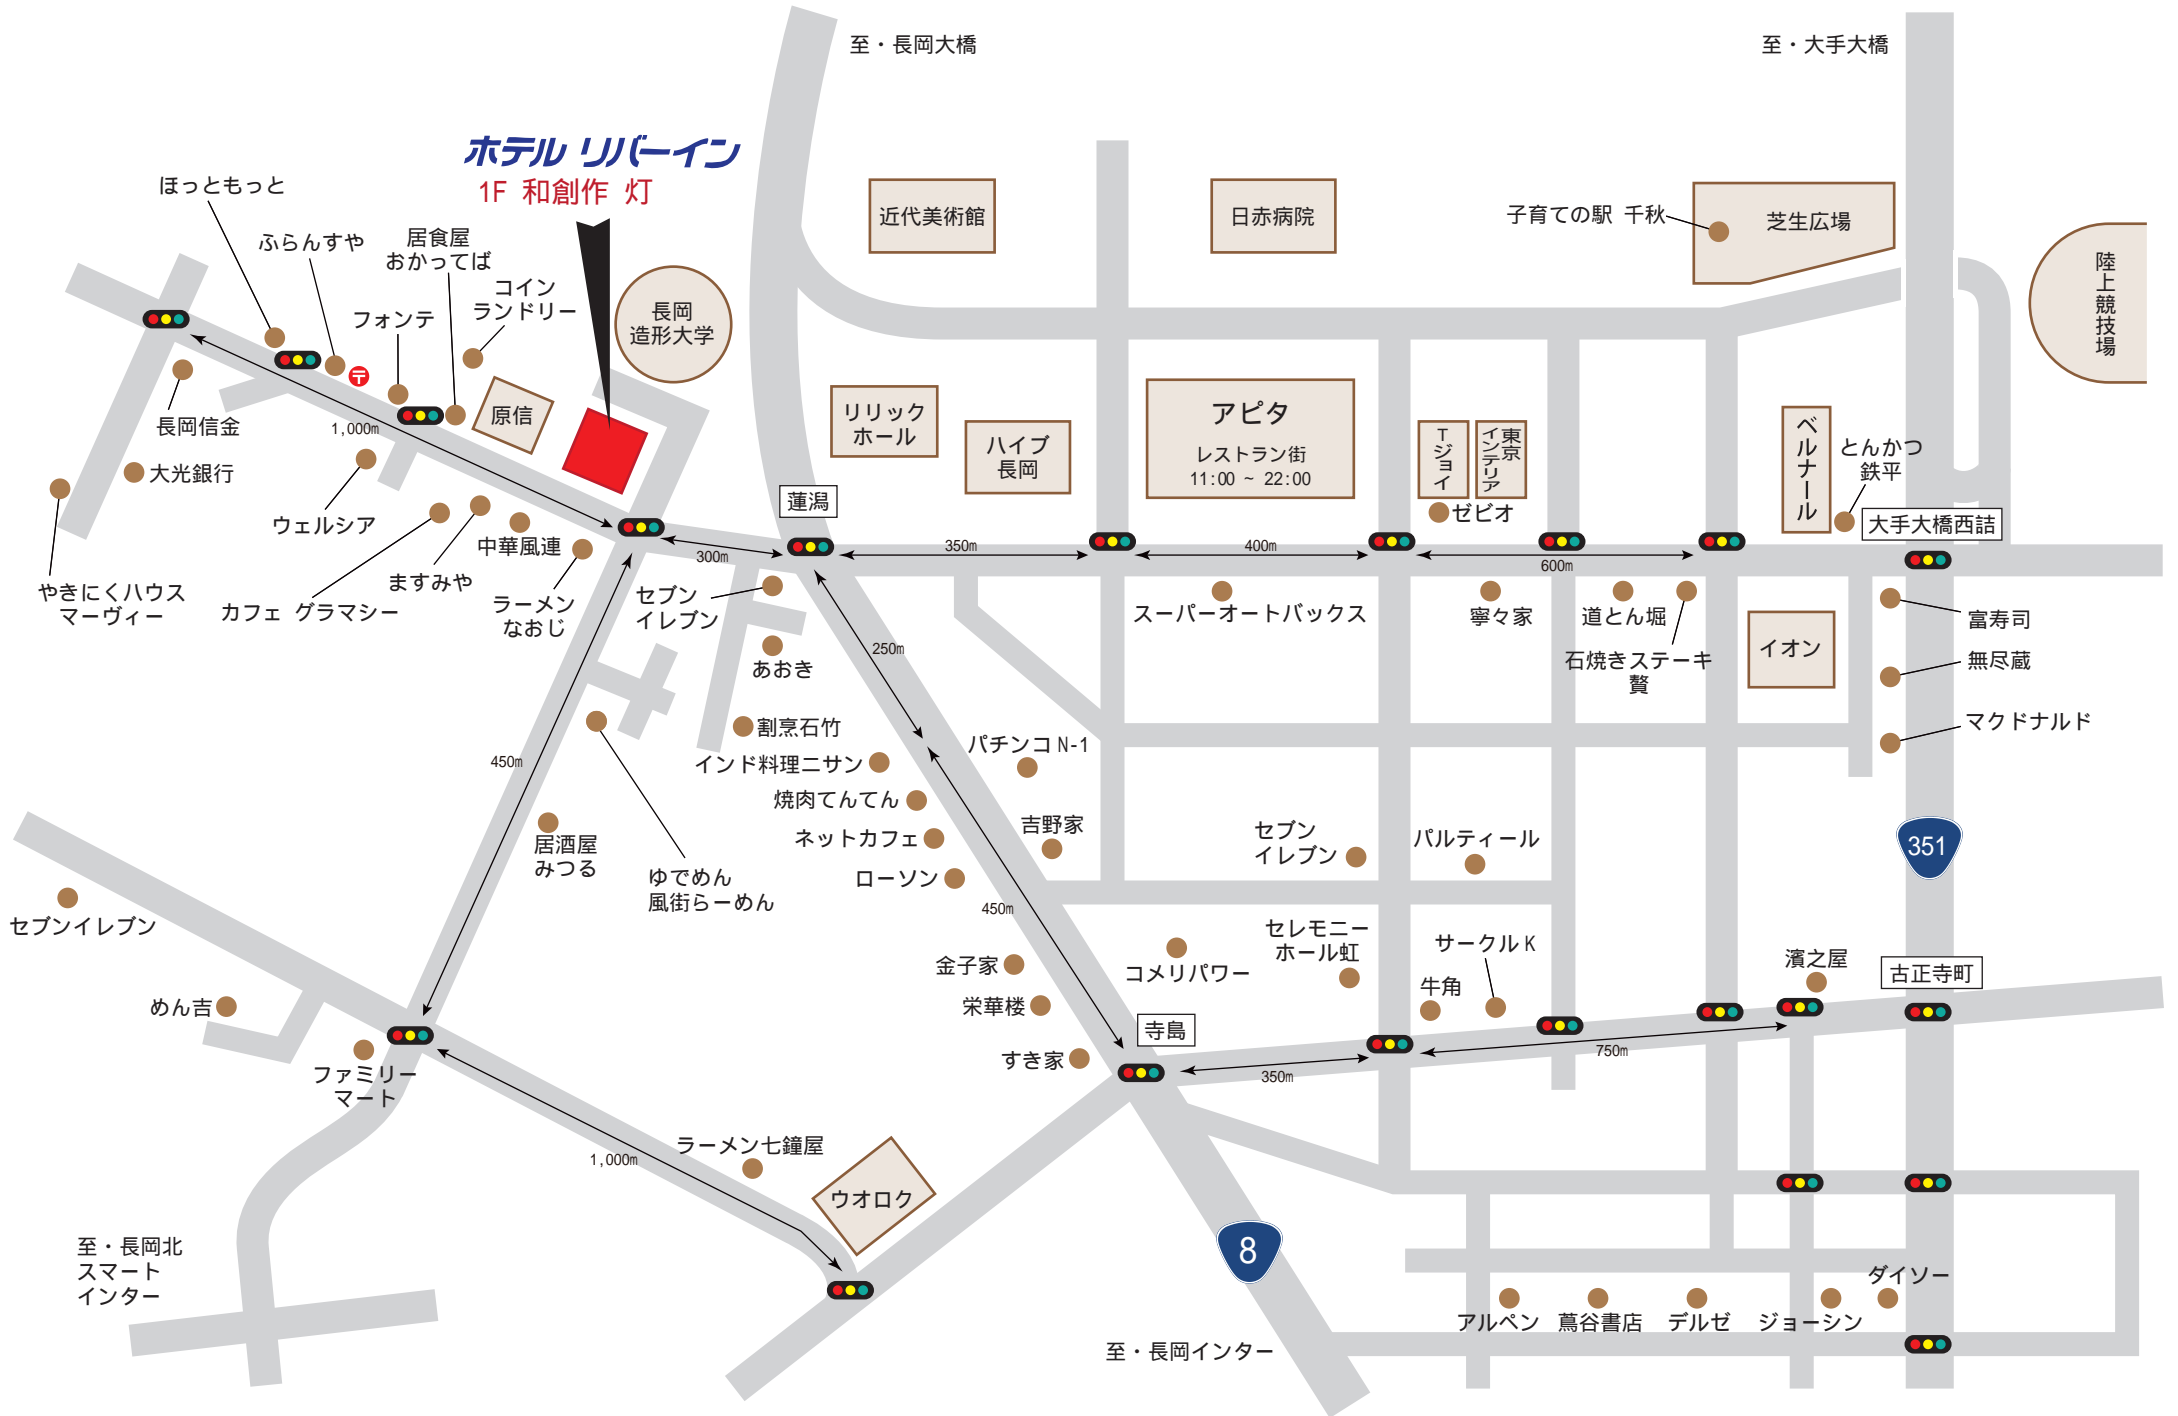 至・長岡大橋
至・大手大橋
ホテル リバーイン
1F 和創作 灯
ほっともっと
ふらんすや
居食屋
おかってば
コイン
ランドリー
フォンテ
長岡
造形大学
近代美術館
日赤病院
子育ての駅 千秋
芝生広場
陸上競技場
〒
長岡信金
1,000m
大光銀行
原信
ウェルシア
やきにくハウス
マーヴィー
カフェ グラマシー
ますみや
中華風連
ラーメン
なおじ
リリック
ホール
ハイブ
長岡
アピタ
レストラン街
11:00 ~ 22:00
Tジョイ
東京
インテリア
ゼビオ
ベルナール
とんかつ
鉄平
蓮潟
大手大橋西詰
300m
350m
400m
600m
セブン
イレブン
あおき
250m
スーパーオートバックス
寧々家
道とん堀
石焼きステーキ
贅
イオン
富寿司
無尽蔵
マクドナルド
割烹石竹
インド料理ニサン
焼肉てんてん
ネットカフェ
ローソン
パチンコ N-1
吉野家
450m
居酒屋
みつる
ゆでめん
風街らーめん
セブン
イレブン
パルティール
351
450m
セブンイレブン
めん吉
ファミリー
マート
金子家
栄華楼
すき家
コメリパワー
セレモニー
ホール虹
サークル K
牛角
濱之屋
古正寺町
寺島
350m
750m
1,000m
ラーメン七鐘屋
ウオロク
至・長岡北
スマート
インター
8
至・長岡インター
アルペン
蔦谷書店
デルゼ
ジョーシン
ダイソー